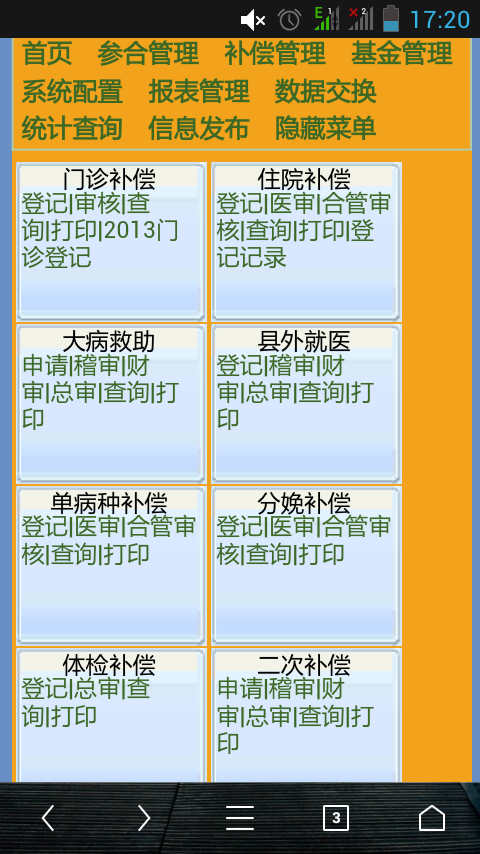 E 1 2 17:20
首页 参合管理 补偿管理 基金管理
系统配置 报表管理 数据交换
统计查询 信息发布 隐藏菜单
门诊补偿
登记|审核|查
询|打印|2013门
诊登记
住院补偿
登记|医审|合管审
核|查询|打印|登
记记录
大病救助
申请|稽审|财
审|总审|查询|打
印
县外就医
登记|稽审|财
审|总审|查询|打
印
单病种补偿
登记|医审|合管审
核|查询|打印
分娩补偿
登记|医审|合管审
核|查询|打印
体检补偿
登记|总审|查
询|打印
二次补偿
申请|稽审|财
审|总审|查询|打
印
3